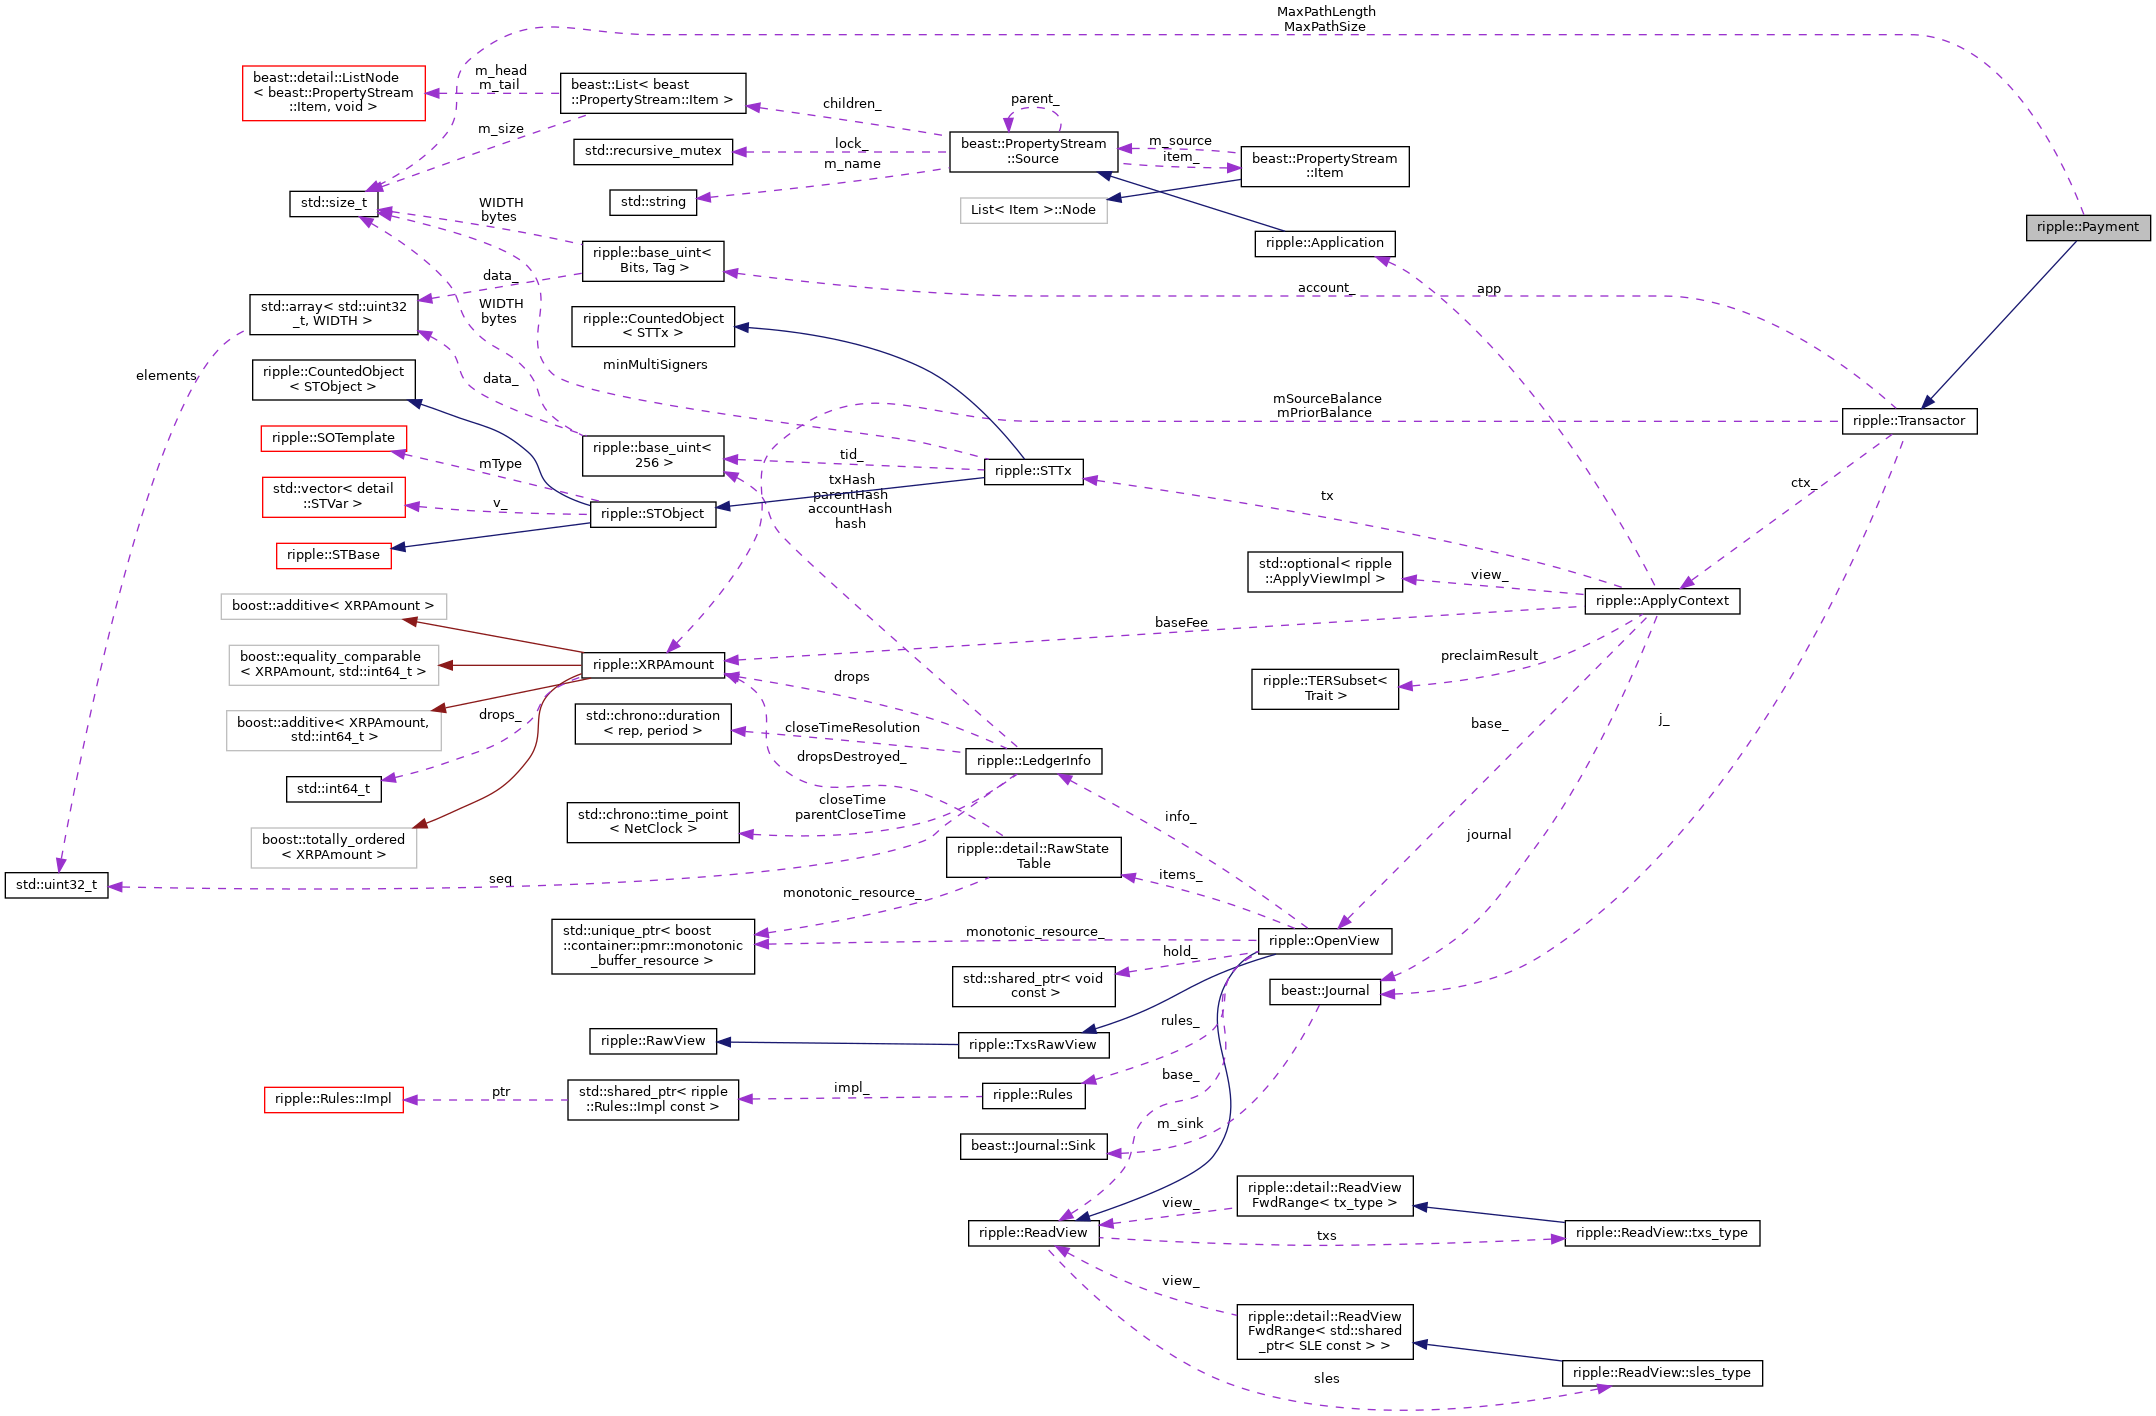 MaxPathLength
MaxPathSize
beast::detail::ListNode
< beast::PropertyStream
::Item, void >
m_head
m_tail
beast::List< beast
::PropertyStream::Item >
children_
parent_
m_size
std::recursive_mutex
lock_
beast::PropertyStream
::Source
m_source
item_
beast::PropertyStream
::Item
m_name
std::size_t
std::string
List< Item >::Node
WIDTH
bytes
ripple::Payment
ripple::base_uint<
Bits, Tag >
ripple::Application
data_
account_
app
std::array< std::uint32
_t, WIDTH >
WIDTH
bytes
ripple::CountedObject
< STTx >
elements
ripple::CountedObject
< STObject >
data_
minMultiSigners
mSourceBalance
mPriorBalance
ripple::Transactor
ripple::SOTemplate
ripple::base_uint<
256 >
tid_
ripple::STTx
mType
std::vector< detail
::STVar >
v_
ripple::STObject
txHash
parentHash
accountHash
hash
tx
ctx_
ripple::STBase
std::optional< ripple
::ApplyViewImpl >
view_
ripple::ApplyContext
boost::additive< XRPAmount >
baseFee
boost::equality_comparable
< XRPAmount, std::int64_t >
ripple::XRPAmount
drops
preclaimResult
ripple::TERSubset<
Trait >
boost::additive< XRPAmount,
std::int64_t >
drops_
std::chrono::duration
< rep, period >
closeTimeResolution
base_
j_
dropsDestroyed_
ripple::LedgerInfo
std::int64_t
std::chrono::time_point
< NetClock >
closeTime
parentCloseTime
info_
journal
boost::totally_ordered
< XRPAmount >
ripple::detail::RawState
Table
std::uint32_t
seq
monotonic_resource_
items_
std::unique_ptr< boost
::container::pmr::monotonic
_buffer_resource >
monotonic_resource_
ripple::OpenView
hold_
std::shared_ptr< void
const >
beast::Journal
rules_
ripple::RawView
ripple::TxsRawView
base_
ripple::Rules::Impl
ptr
std::shared_ptr< ripple
::Rules::Impl const >
impl_
ripple::Rules
m_sink
beast::Journal::Sink
ripple::detail::ReadView
FwdRange< tx_type >
view_
ripple::ReadView
txs
ripple::ReadView::txs_type
view_
ripple::detail::ReadView
FwdRange< std::shared
_ptr< SLE const > >
sles
ripple::ReadView::sles_type